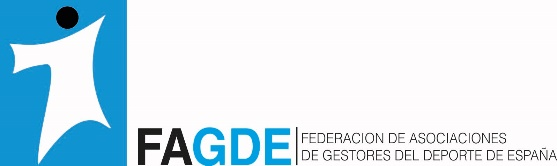 FAGDE
FEDERACION DE ASOCIACIONES
DE GESTORES DEL DEPORTE DE ESPAÑA